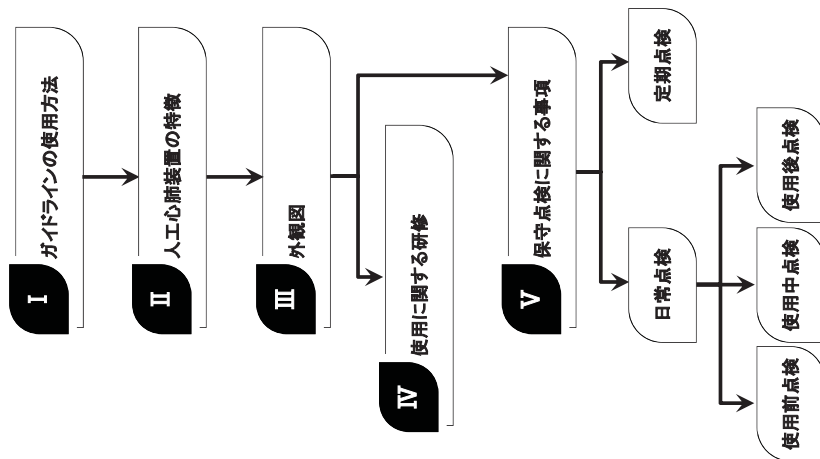 Ⅰ
ガイドラインの使用方法
Ⅱ
人工心肺装置の特徴
Ⅲ
外観図
Ⅳ
使用に関する研修
Ⅴ
保守点検に関する事項
日常点検
定期点検
使用前点検
使用中点検
使用後点検